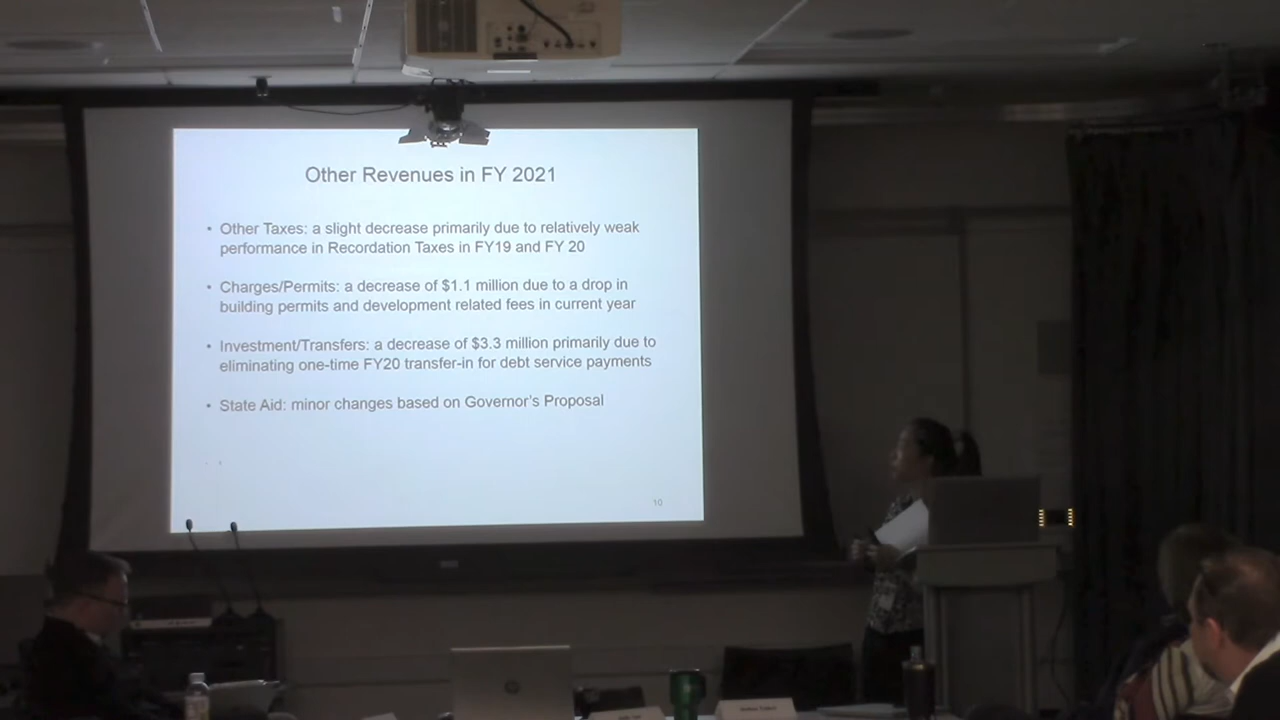 Other Revenues in FY 2021
• Other Taxes: a slight decrease primarily due to relatively weak
performance in Recordation Taxes in FY19 and FY 20
• Charges/Permits: a decrease of $1.1 million due to a drop in
building permits and development related fees in current year
• Investment/Transfers: a decrease of $3.3 million primarily due to
eliminating one-time FY20 transfer-in for debt service payments
• State Aid: minor changes based on Governor's Proposal
10